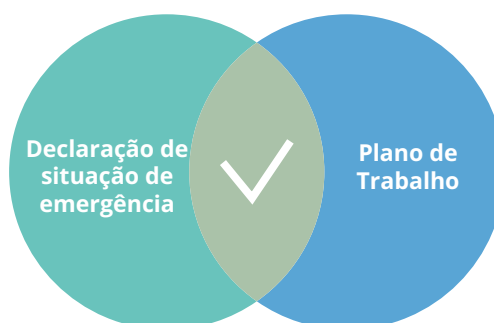 Declaração de
situação de
emergência
Plano de
Trabalho